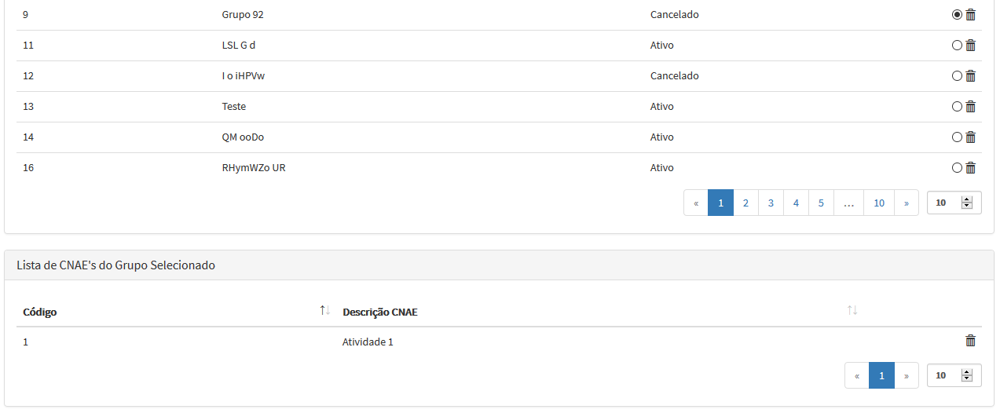 9 Grupo 92 Cancelado
11 LSL G d Ativo
12 I o iHPVw Cancelado
13 Teste Ativo
14 QM ooDo Ativo
16 RHymWZo UR Ativo
« 1 2 3 4 5 ... 10 » 10
Lista de CNAE's do Grupo Selecionado
Código Descrição CNAE
1 Atividade 1
« 1 » 10